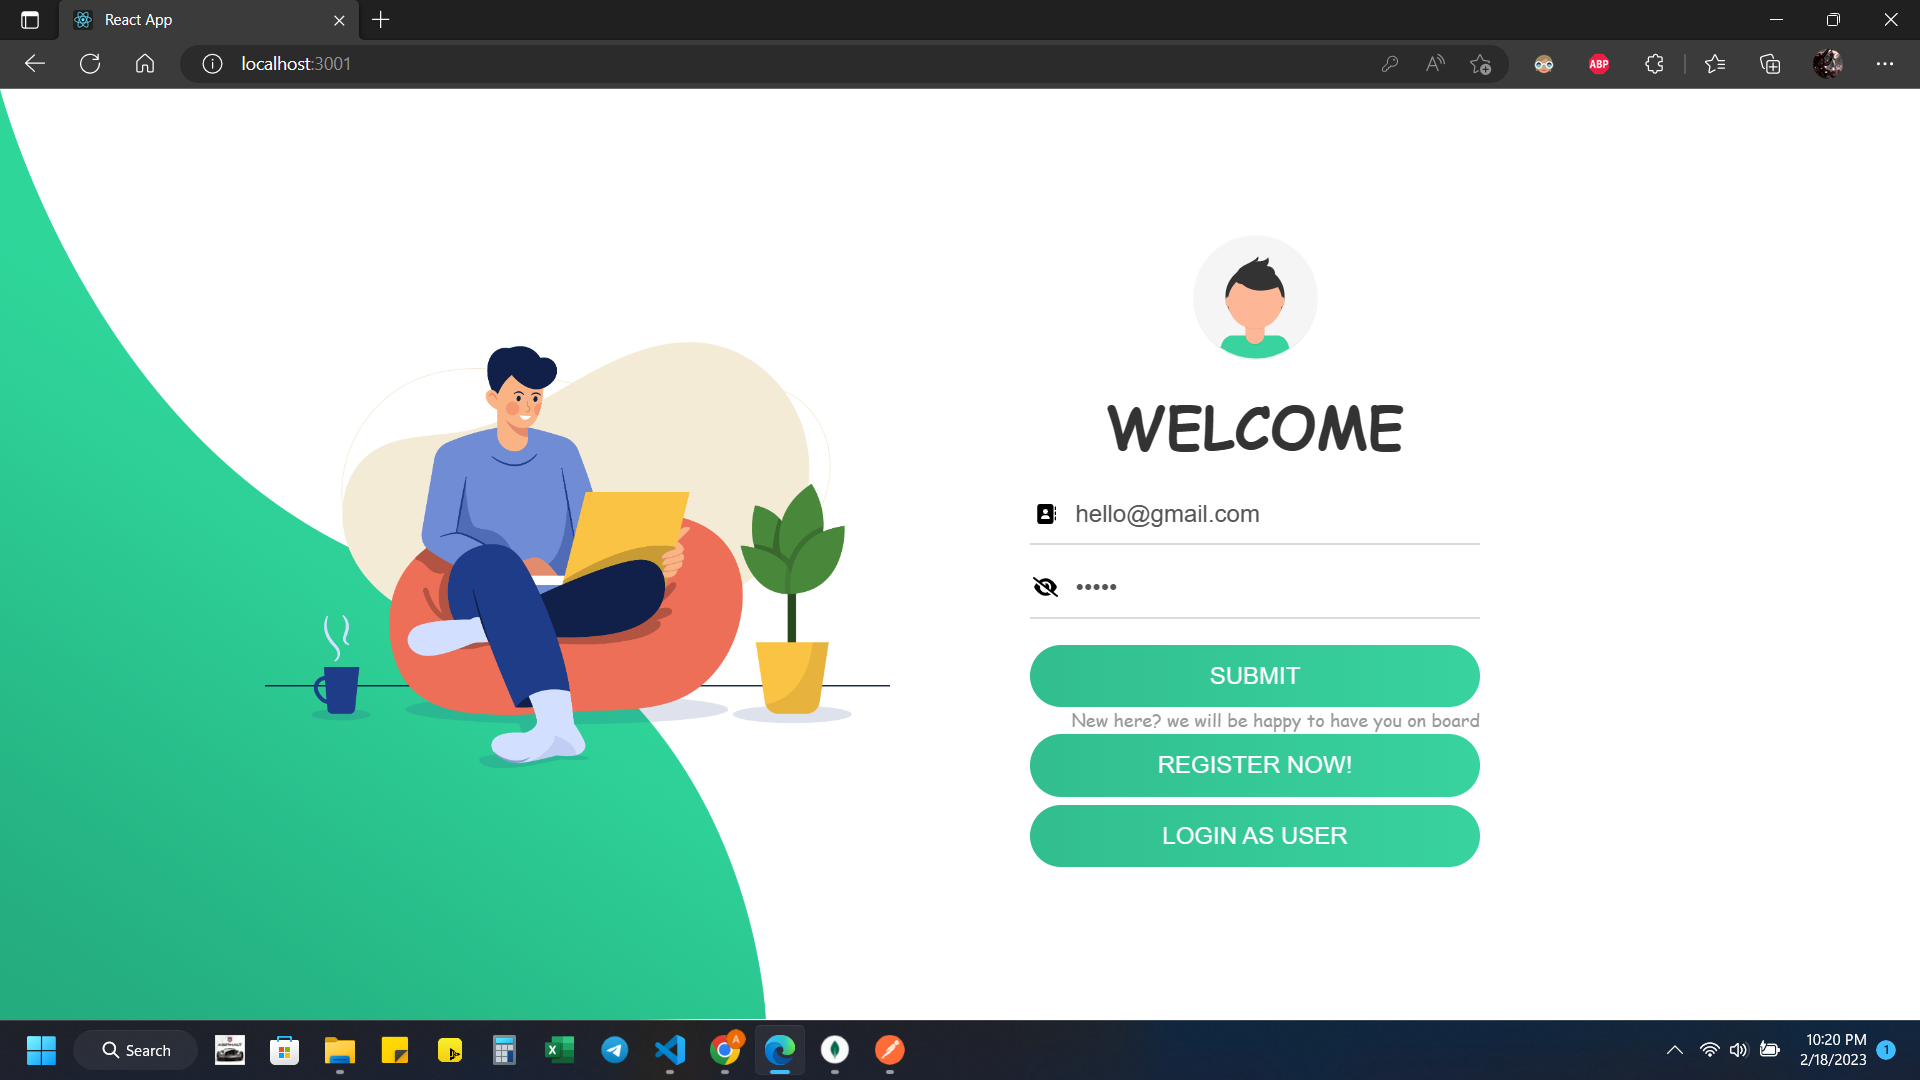 React App
localhost:3001
ABP
WELCOME
hello@gmail.com
•••••
SUBMIT
New here? we will be happy to have you on board
REGISTER NOW!
LOGIN AS USER
Search
A
10:20 PM
2/18/2023
1